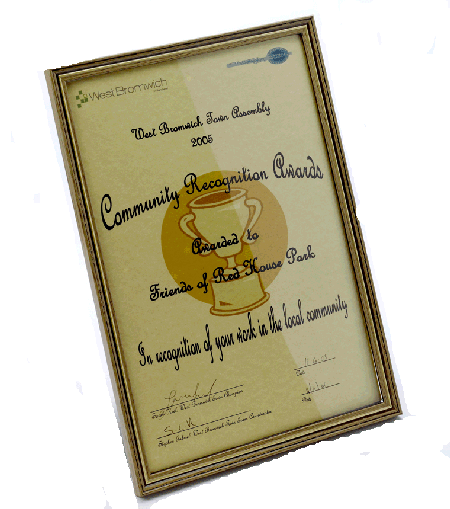 West Bromwich
West Bromwich Town Assembly
2005
Community Recognition Awards
Awarded to
Friends of Red House Park
In recognition of your work in the local community